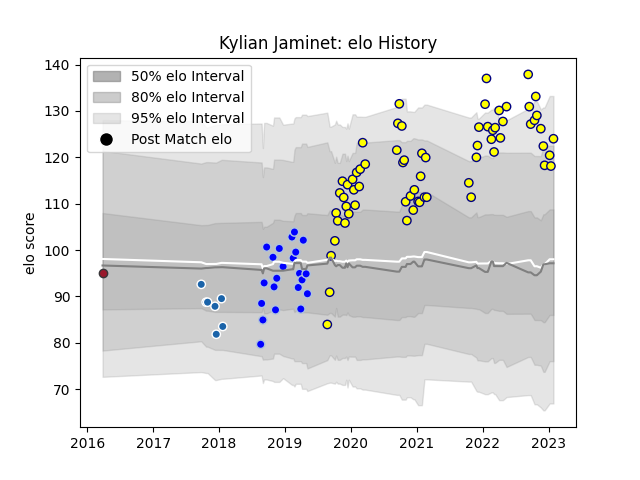 Kylian Jaminet: elo History
50% elo Interval
80% elo Interval
95% elo Interval
Post Match elo
elo score
140
130
120
110
100
90
80
70
2016 2017 2018 2019 2020 2021 2022 2023